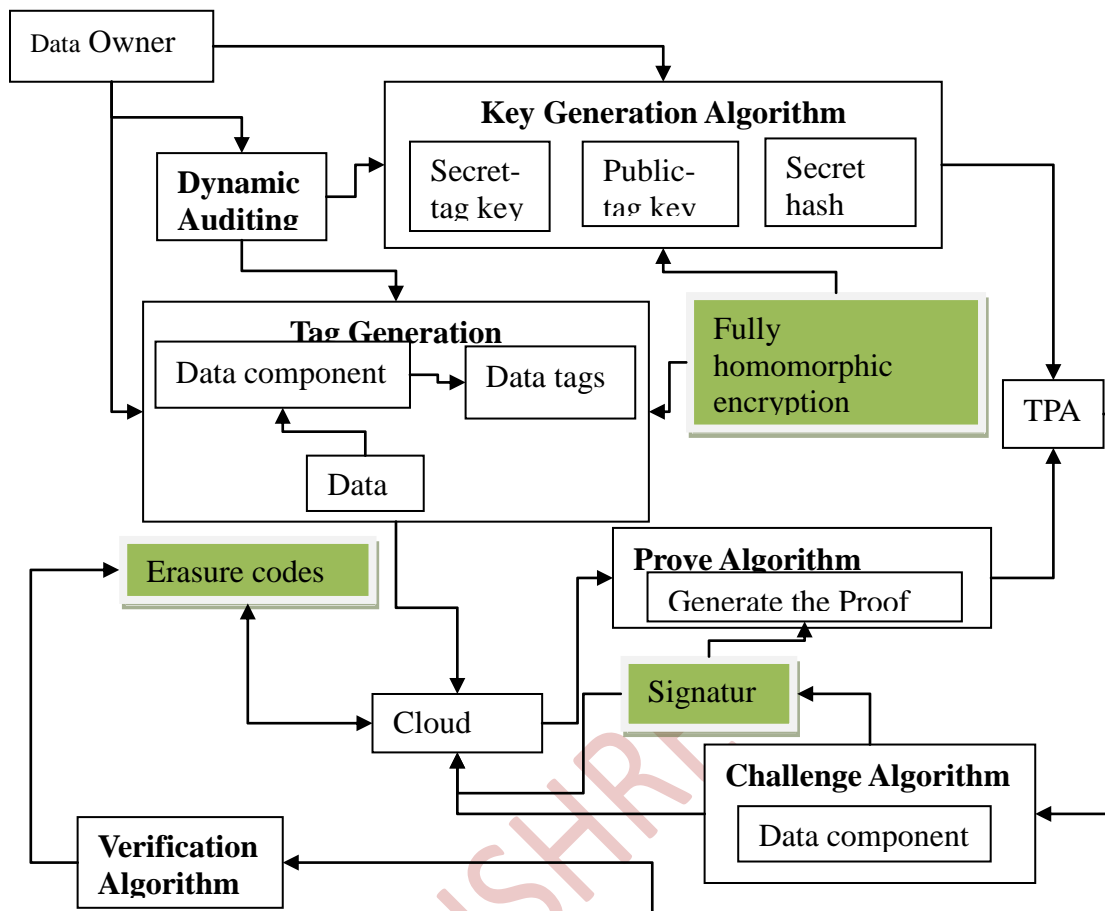 Data Owner
Key Generation Algorithm
Secret-
tag key
Public-
tag key
Secret
hash
Dynamic
Auditing
Tag Generation
Data component
Data tags
Data
Fully
homomorphic
encryption
TPA
Erasure codes
Prove Algorithm
Generate the Proof
Signatur
Cloud
Challenge Algorithm
Data component
Verification
Algorithm